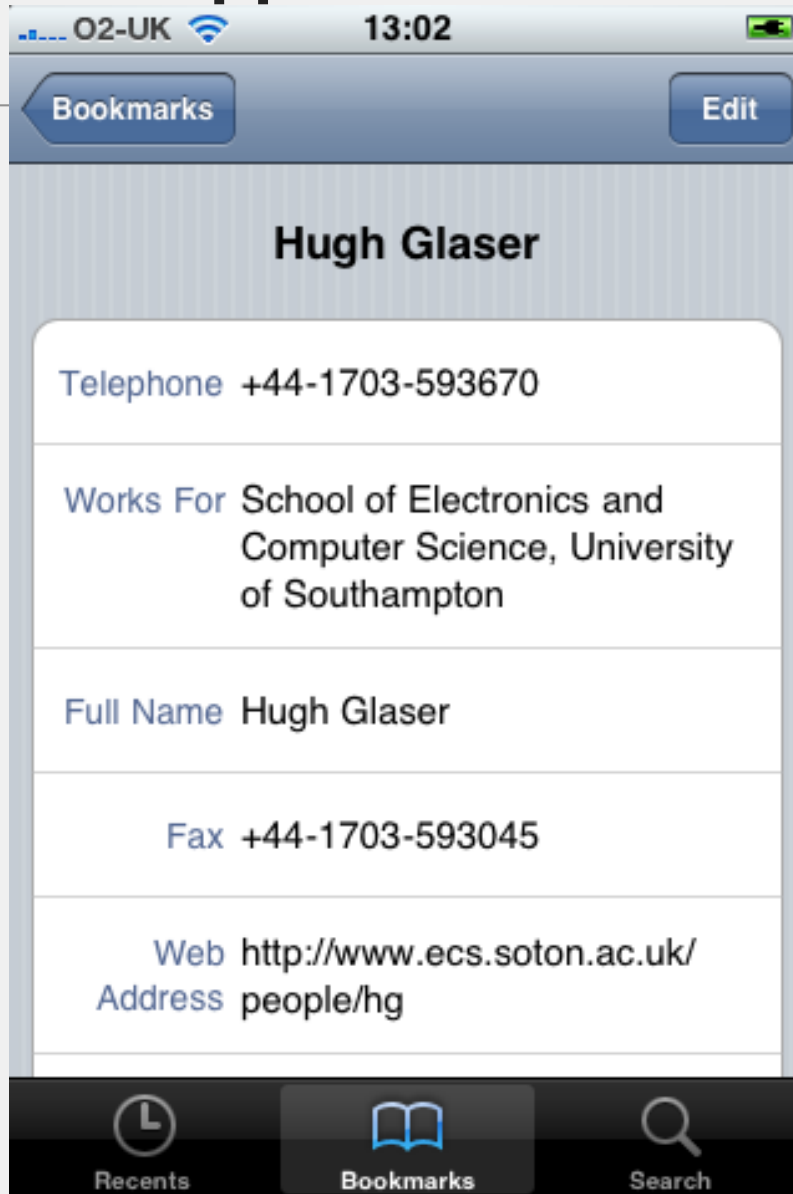 O2-UK 13:02
Bookmarks Edit
Hugh Glaser
Telephone +44-1703-593670
Works For School of Electronics and
Computer Science, University
of Southampton
Full Name Hugh Glaser
Fax +44-1703-593045
Web http://www.ecs.soton.ac.uk/
Address people/hg
Recents Bookmarks Search